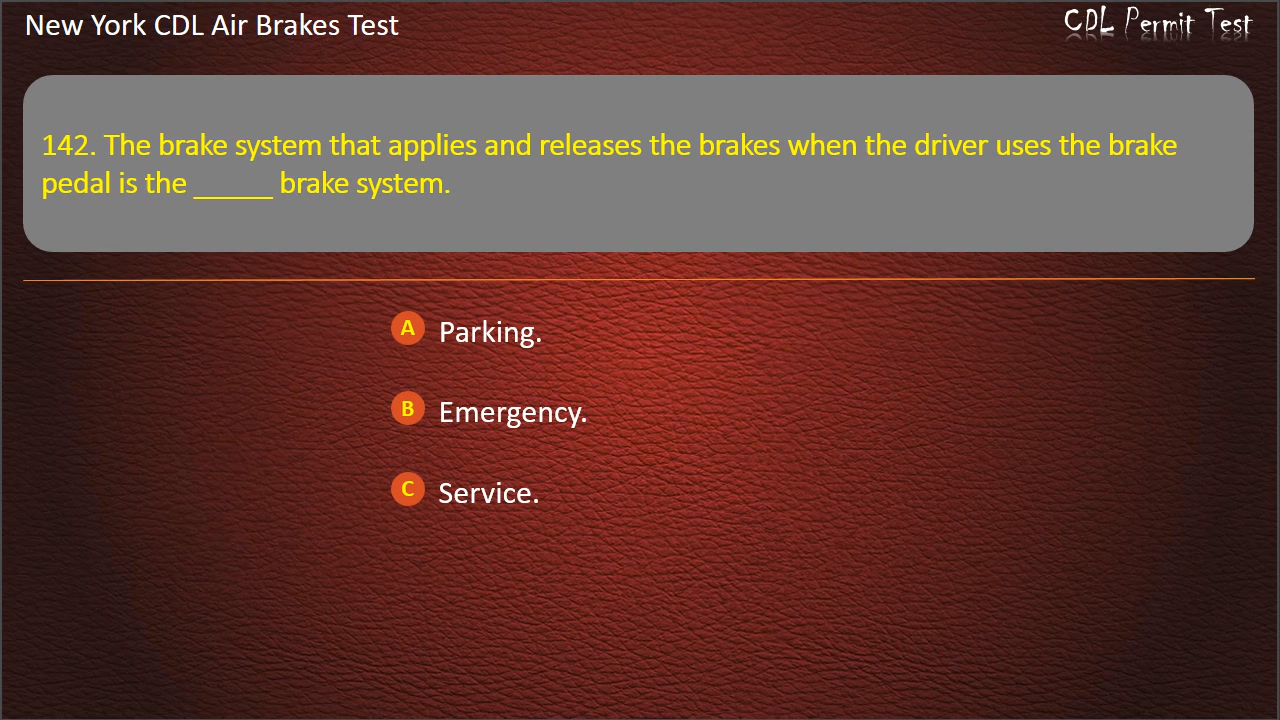 New York CDL Air Brakes Test
CDL Permit Test
142. The brake system that applies and releases the brakes when the driver uses the brake
pedal is the _____ brake system.
A Parking.
B Emergency.
C Service.